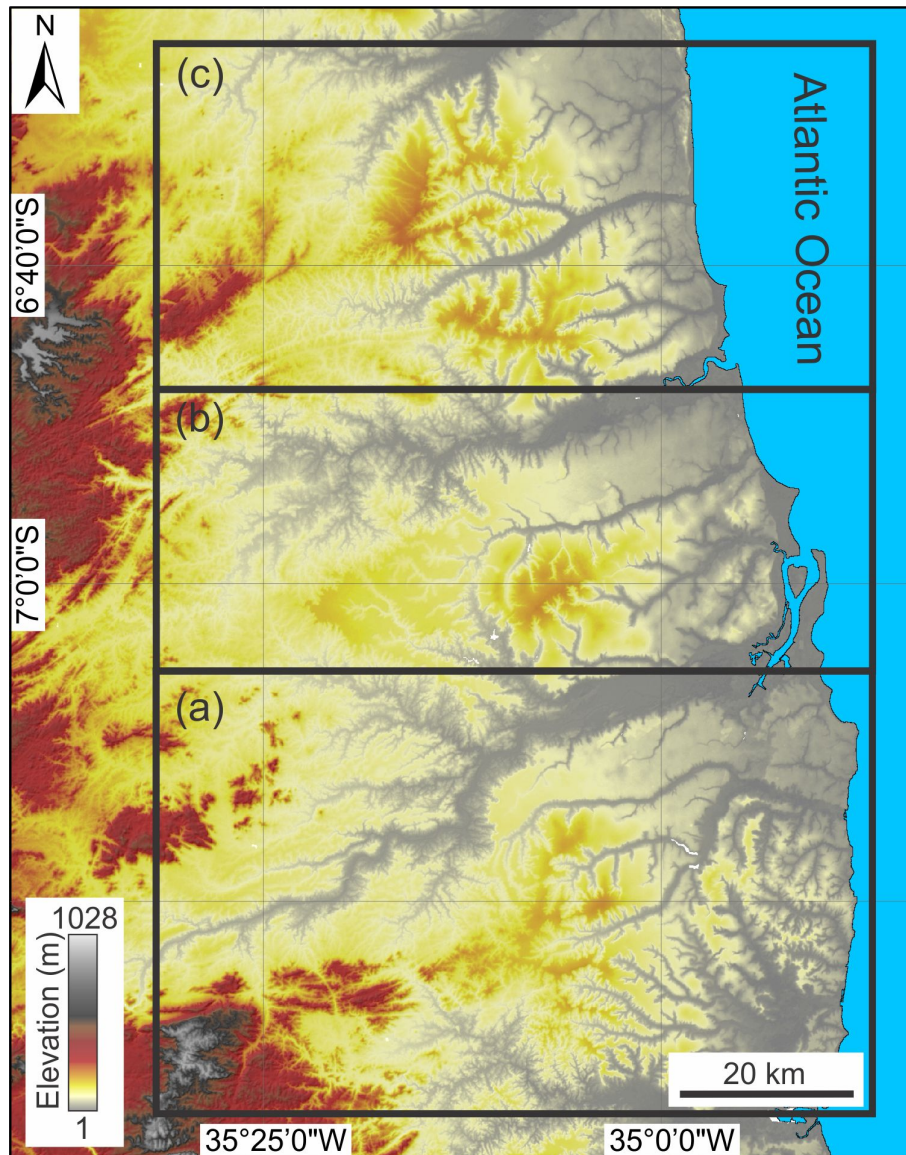 N
(c)
Atlantic Ocean
6°40'0"S
(b)
7°0'0"S
(a)
1028
Elevation (m)
1
20 km
35°25'0"W
35°0'0"W